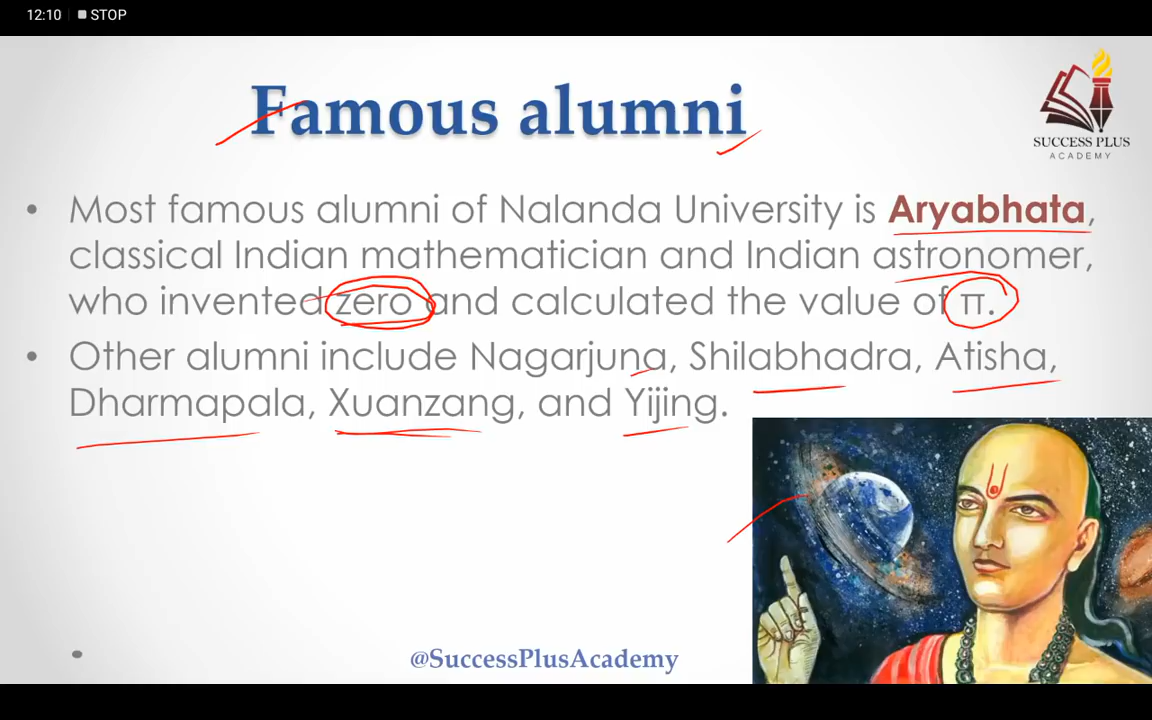 12:10 STOP
Famous alumni
SUCCESS PLUS
ACADEMY
• Most famous alumni of Nalanda University is Aryabhata,
classical Indian mathematician and Indian astronomer,
who invented zero and calculated the value of π.
• Other alumni include Nagarjuna, Shilabhadra, Atisha,
Dharmapala, Xuanzang, and Yijing.
@SuccessPlusAcademy